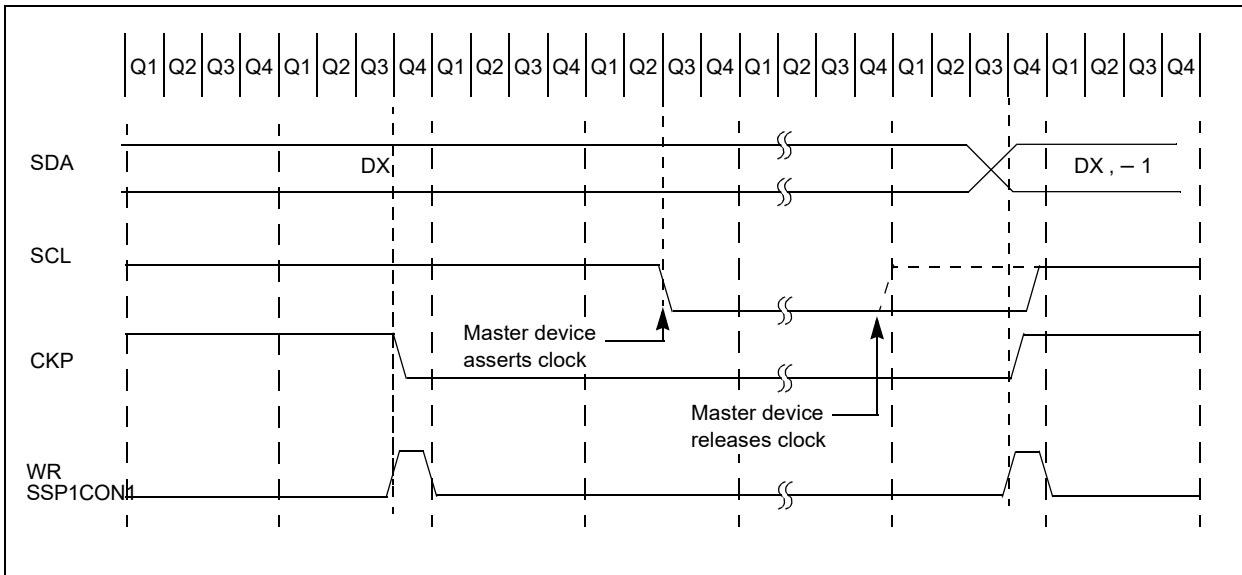 Q1 Q2 Q3 Q4 Q1 Q2 Q3 Q4 Q1 Q2 Q3 Q4 Q1 Q2 Q3 Q4 Q1 Q2 Q3 Q4 Q1 Q2 Q3 Q4 Q1 Q2 Q3 Q4
SDA
DX
DX , – 1
SCL
Master device
asserts clock
CKP
Master device
releases clock
WR
SSP1CON1